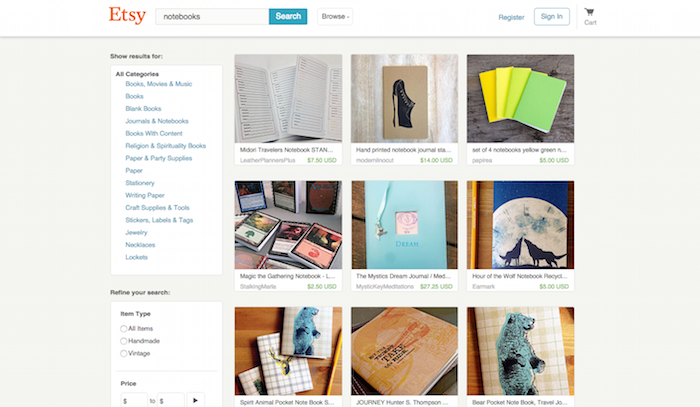 Etsy
notebooks
Search
Browse
Register
Sign In
Cart
Show results for:
All Categories
Books, Movies & Music
Books
Blank Books
Journals & Notebooks
Books With Content
Religion & Spirituality Books
Paper & Party Supplies
Paper
Stationery
Writing Paper
Craft Supplies & Tools
Stickers, Labels & Tags
Jewelry
Necklaces
Lockets
Refine your search:
Item Type
All Items
Handmade
Vintage
Price
$ to $
Midori Travelers Notebook STAN...
LeatherPlannersPlus $7.50 USD
Hand printed notebook journal sta...
modernlinocut $14.00 USD
set of 4 notebooks yellow green n...
papirea $5.00 USD
Magic the Gathering Notebook - L...
StalkingMarla $2.50 USD
DREAM
The Mystics Dream Journal / Med...
MysticKeyMeditations $27.25 USD
Hour of the Wolf Notebook Recycl...
Earmark $5.00 USD
Spirit Animal Pocket Note Book S...
TAKE
THE RIDE
JOURNEY Hunter S. Thompson ...
Bear Pocket Note Book, Travel Jo...